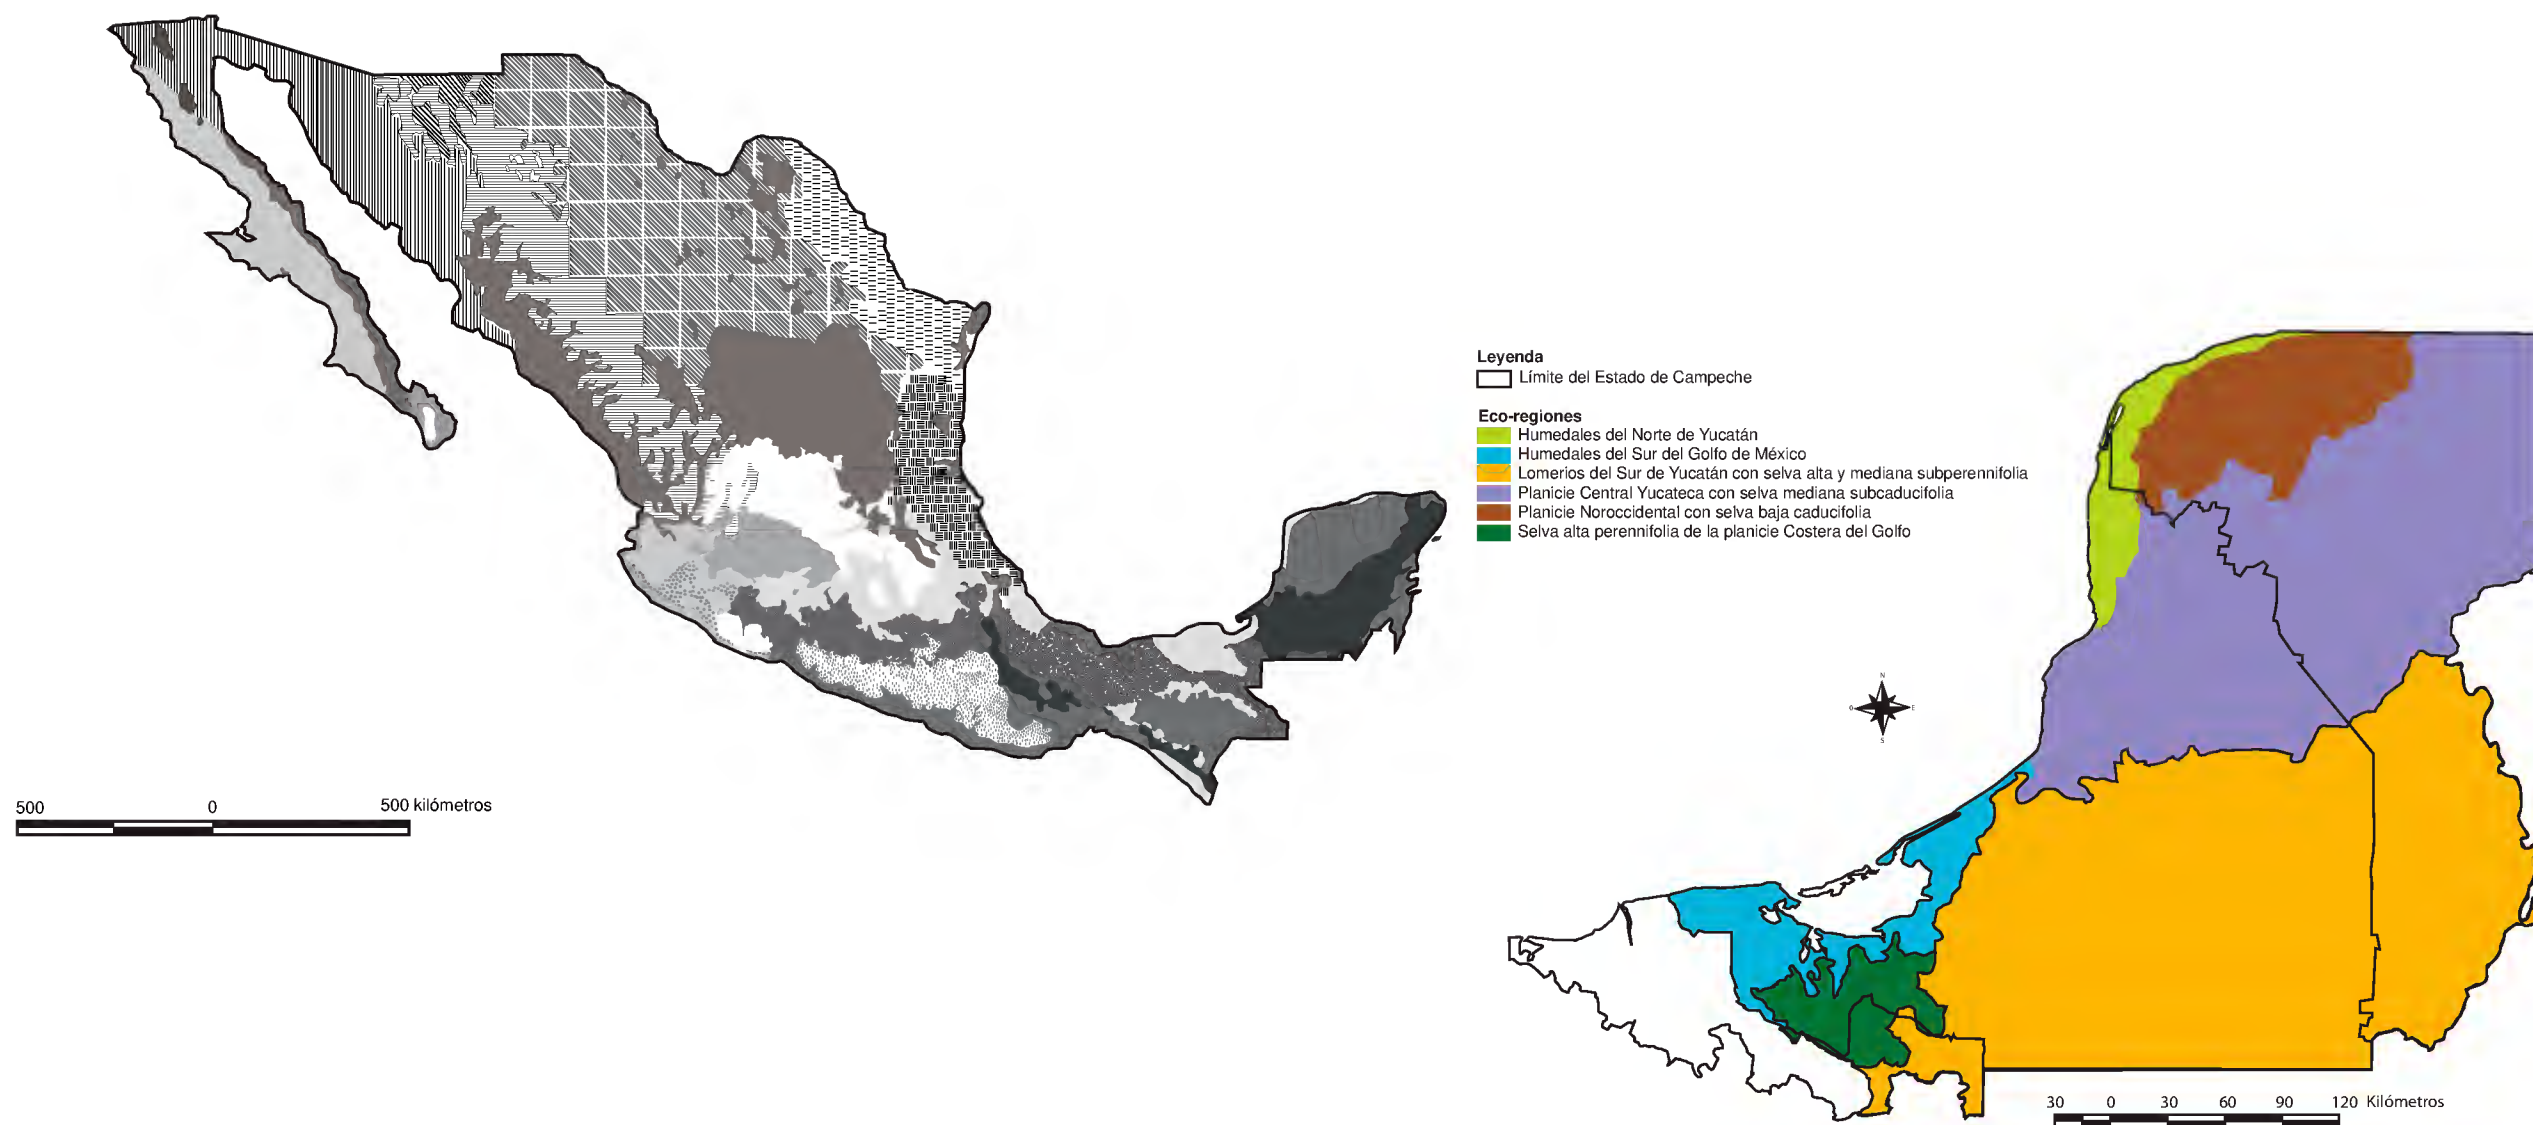 Leyenda
Límite del Estado de Campeche
Eco-regiones
Humedales del Norte de Yucatán
Humedales del Sur del Golfo de México
Lomerios del Sur de Yucatán con selva alta y mediana subperennifolia
Planicie Central Yucateca con selva mediana subcaducifolia
Planicie Noroccidental con selva baja caducifolia
Selva alta perennifolia de la planicie Costera del Golfo
N
O E
S
500 0 500 kilómetros
30 0 30 60 90 120 Kilómetros